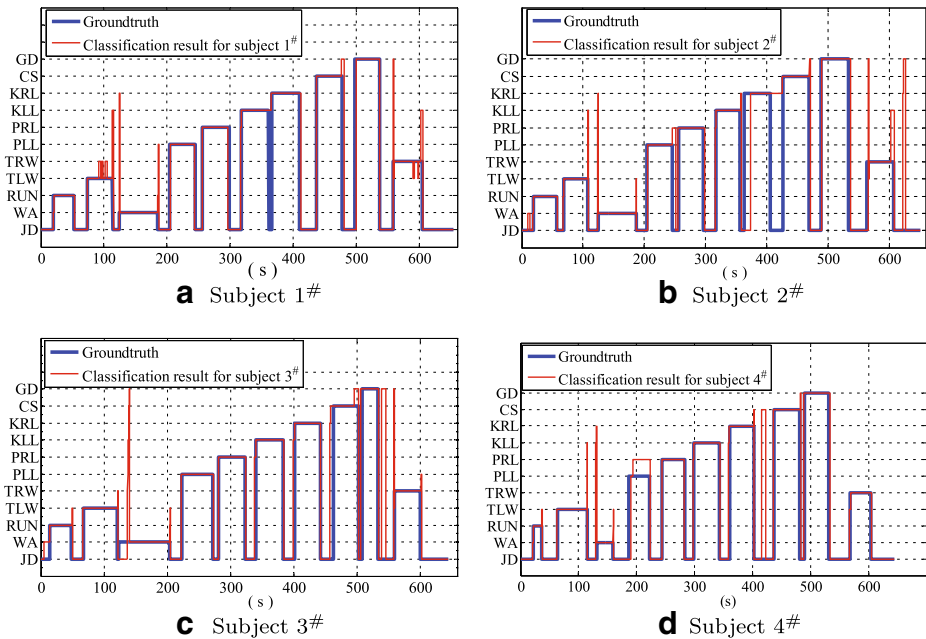 Groundtruth
Classification result for subject 1#
GD
CS
KRL
KLL
PRL
PLL
TRW
TLW
RUN
WA
JD
0 100 200 300 400 500 600
( s )
a Subject 1#
Groundtruth
Classification result for subject 2#
GD
CS
KRL
KLL
PRL
PLL
TRW
TLW
RUN
WA
JD
0 100 200 300 400 500 600
( s )
b Subject 2#
Groundtruth
Classification result for subject 3#
GD
CS
KRL
KLL
PRL
PLL
TRW
TLW
RUN
WA
JD
0 100 200 300 400 500 600
( s )
c Subject 3#
Groundtruth
Classification result for subject 4#
GD
CS
KRL
KLL
PRL
PLL
TRW
TLW
RUN
WA
JD
0 100 200 300 400 500 600
(s)
d Subject 4#